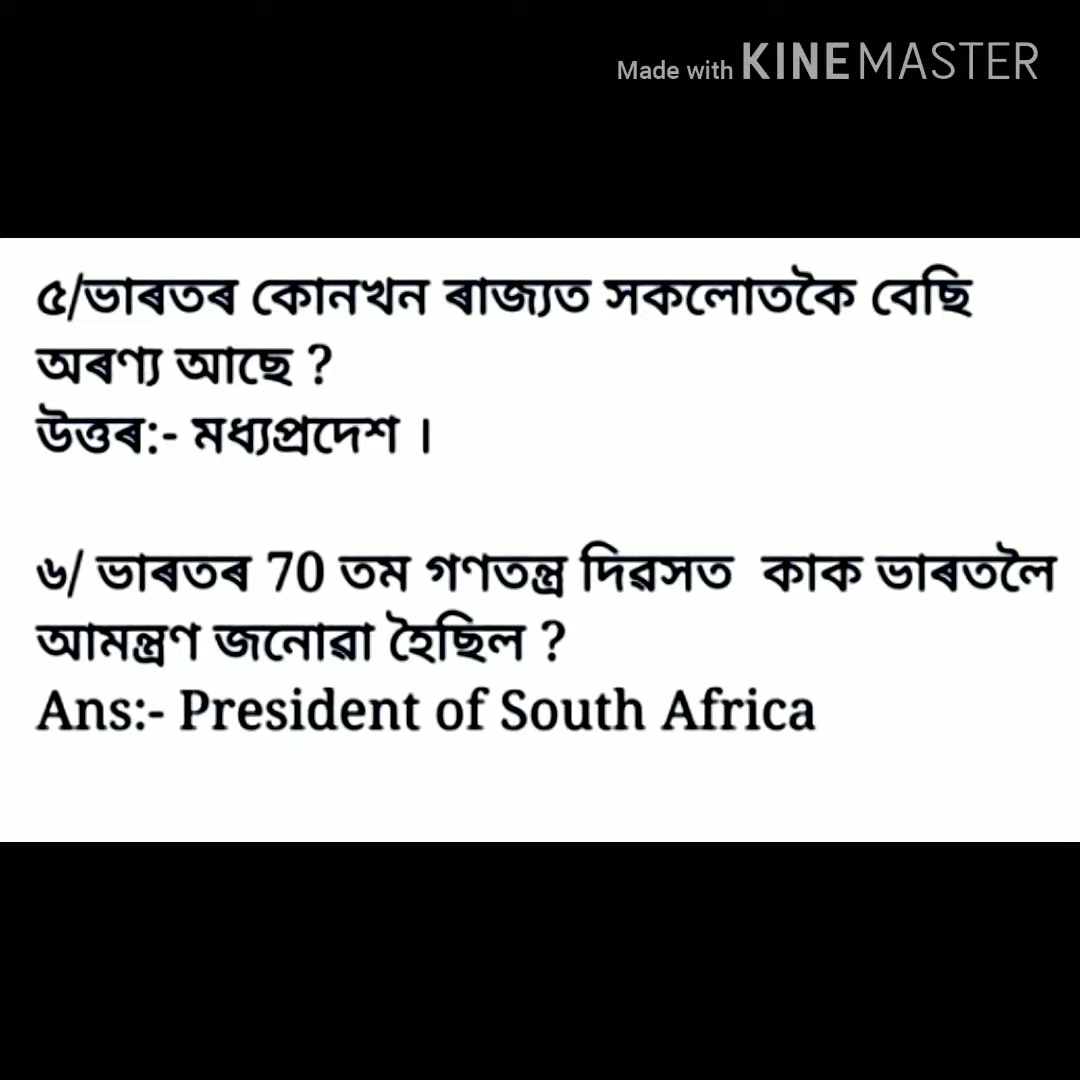 Made with KINEMASTER
৫/ভাৰতৰ কোনখন ৰাজ্যত সকলোতকৈ বেছি
অৰণ্য আছে ?
উত্তৰ:- মধ্যপ্ৰদেশ ।
৬/ ভাৰতৰ 70 তম গণতন্ত্ৰ দিৱসত কাক ভাৰতলৈ
আমন্ত্ৰণ জনোৱা হৈছিল ?
Ans:- President of South Africa